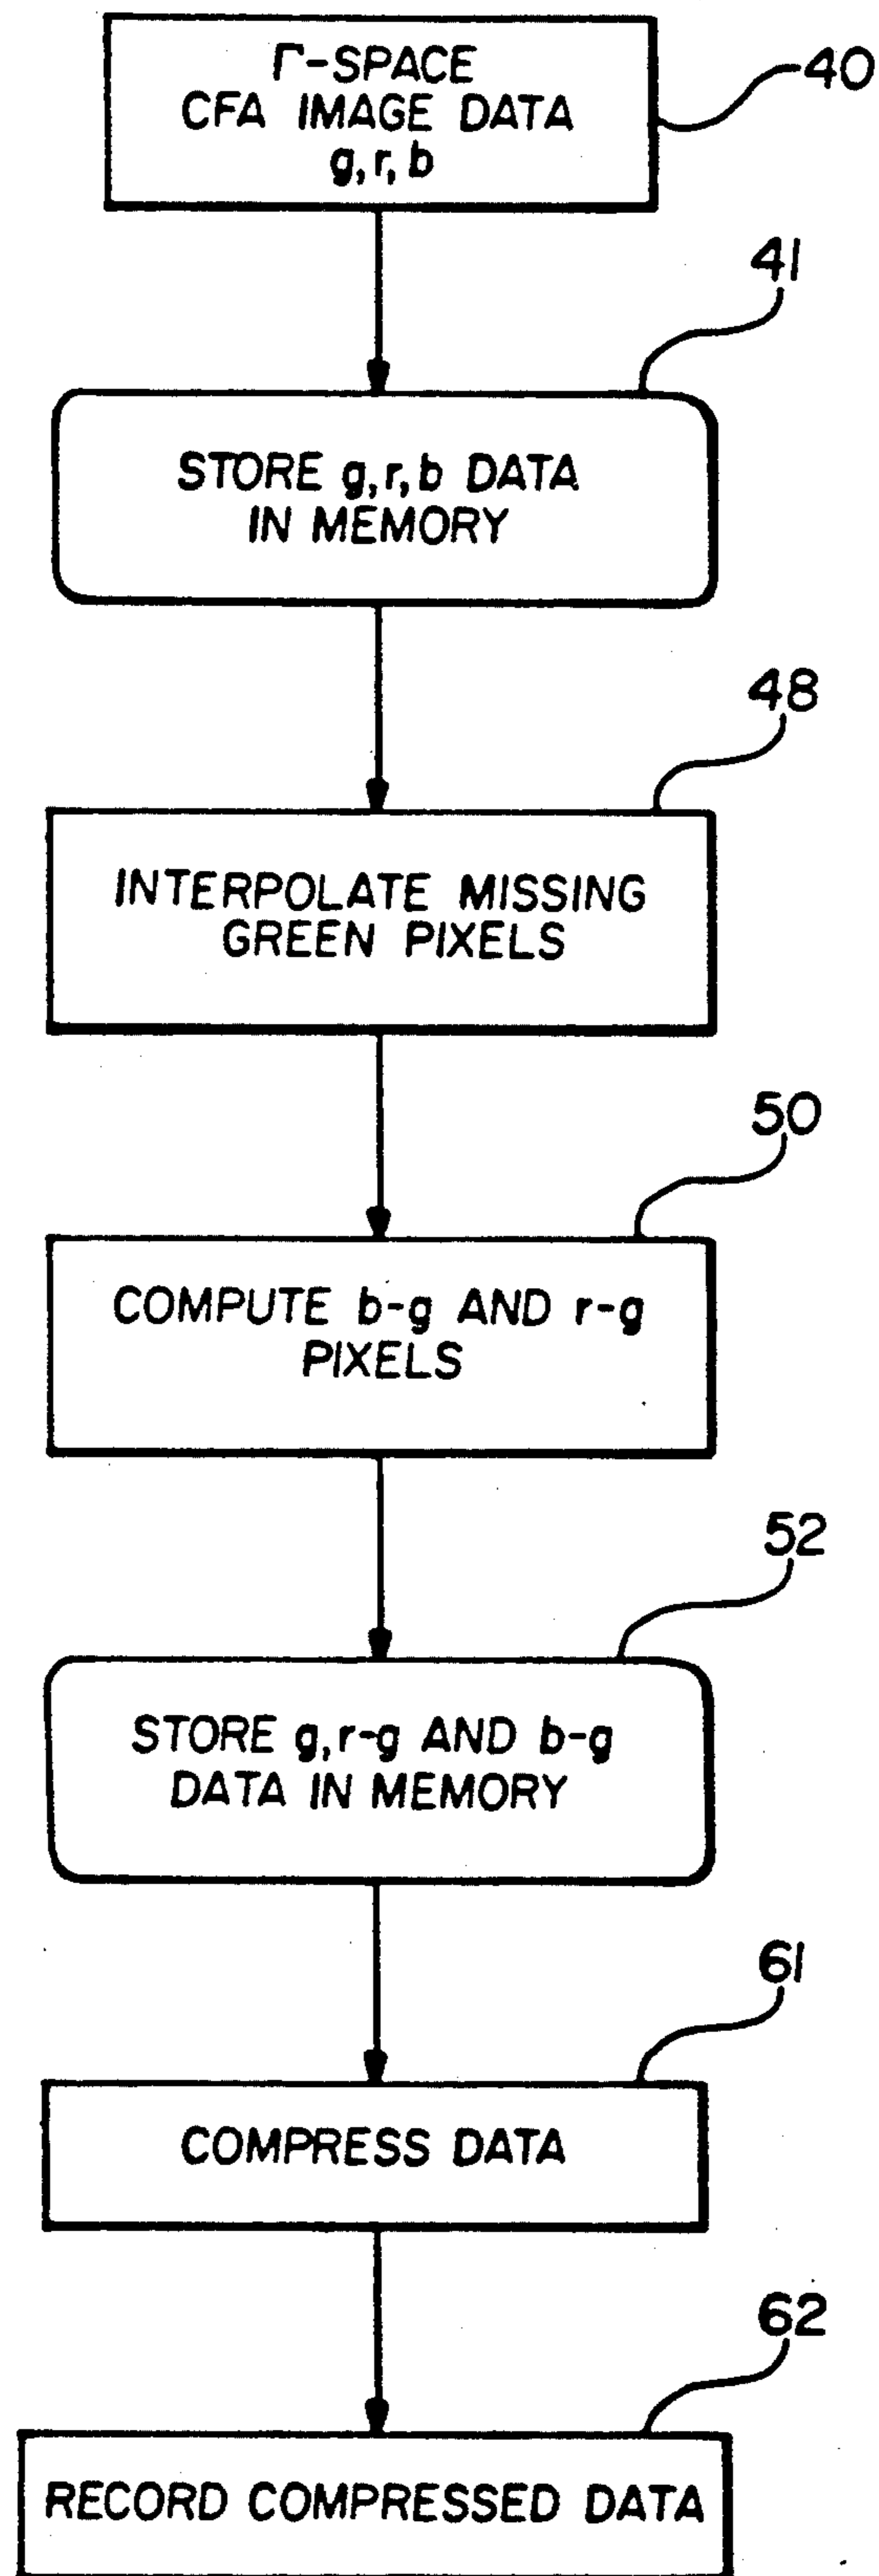 Γ-SPACE
CFA IMAGE DATA
g, r, b
40
41
STORE g, r, b DATA
IN MEMORY
48
INTERPOLATE MISSING
GREEN PIXELS
50
COMPUTE b-g AND r-g
PIXELS
52
STORE g, r-g AND b-g
DATA IN MEMORY
61
COMPRESS DATA
62
RECORD COMPRESSED DATA